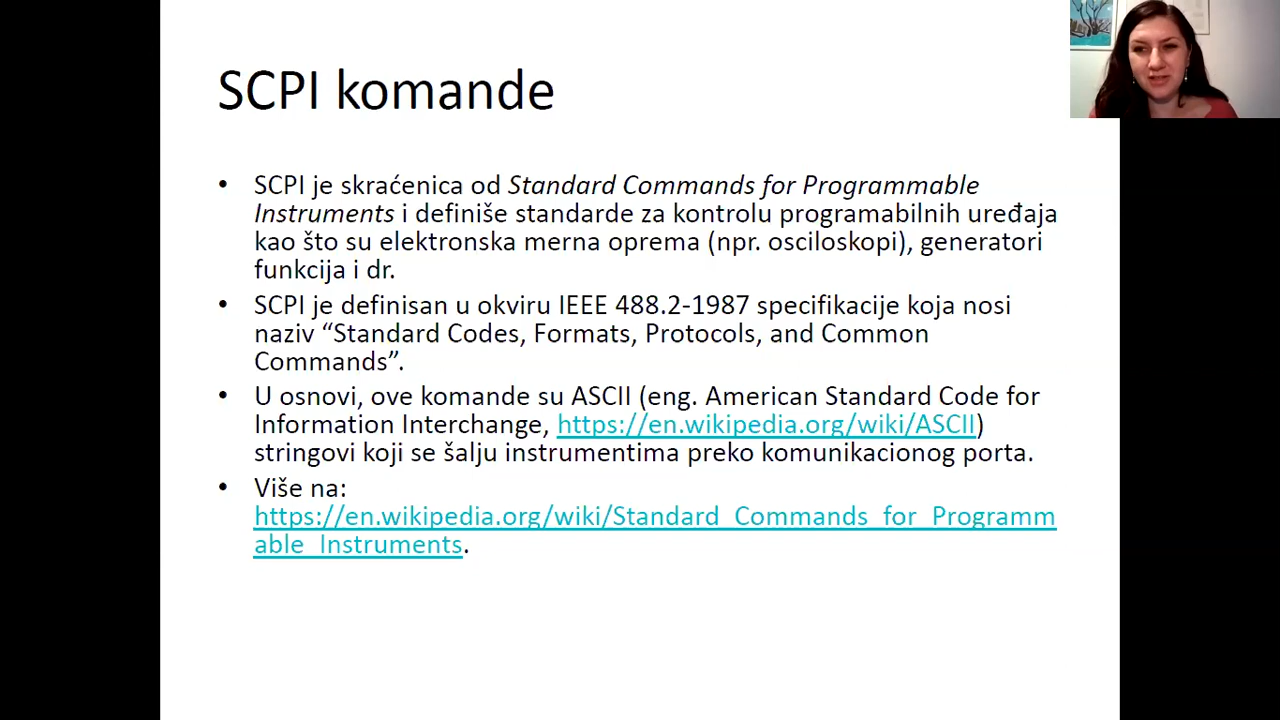 SCPI komande
• SCPI je skraćenica od Standard Commands for Programmable
Instruments i definiše standarde za kontrolu programabilnih uređaja
kao što su elektronska merna oprema (npr. osciloskopi), generatori
funkcija i dr.
• SCPI je definisan u okviru IEEE 488.2-1987 specifikacije koja nosi
naziv “Standard Codes, Formats, Protocols, and Common
Commands”.
• U osnovi, ove komande su ASCII (eng. American Standard Code for
Information Interchange, https://en.wikipedia.org/wiki/ASCII)
stringovi koji se šalju instrumentima preko komunikacionog porta.
• Više na:
https://en.wikipedia.org/wiki/Standard_Commands_for_Programm
able_Instruments.